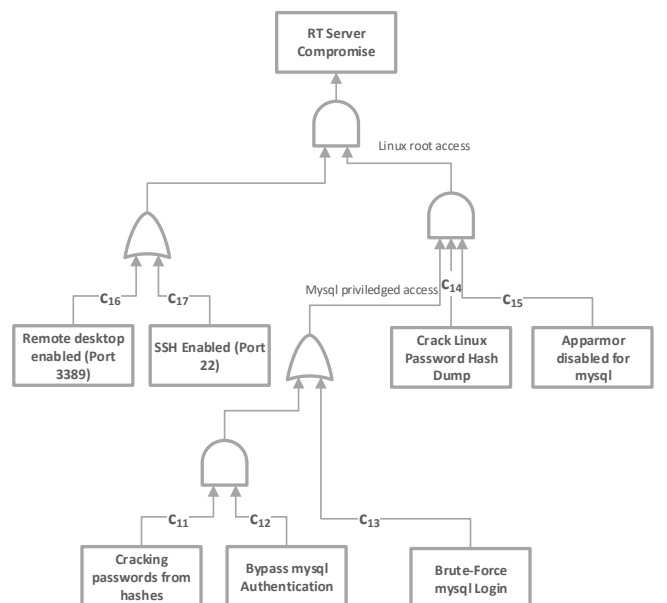 RT Server
Compromise
Linux root access
Mysql priviledged access
C14
C16
C17
C15
Remote desktop
enabled (Port
3389)
SSH Enabled (Port
22)
Crack Linux
Password Hash
Dump
Apparmor
disabled for
mysql
C11
C12
C13
Cracking
passwords from
hashes
Bypass mysql
Authentication
Brute-Force
mysql Login